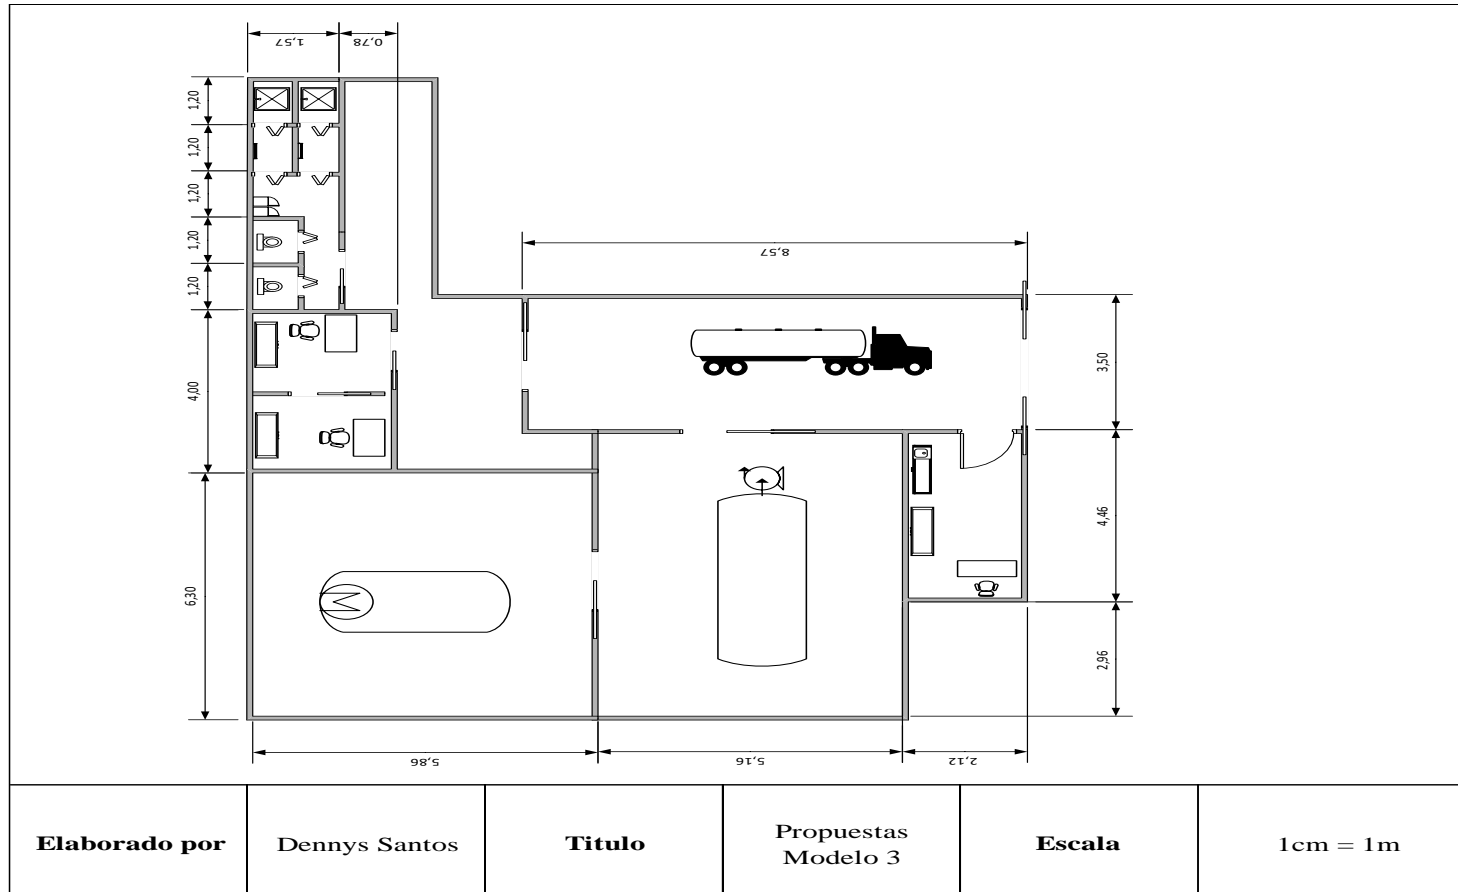 1,57
0,78
1,20
1,20
1,20
1,20
1,20
8,57
4,00
3,50
4,46
6,30
M
2,96
5,86
5,16
2,12
Elaborado por
Dennys Santos
Titulo
Propuestas
Modelo 3
Escala
1cm = 1m